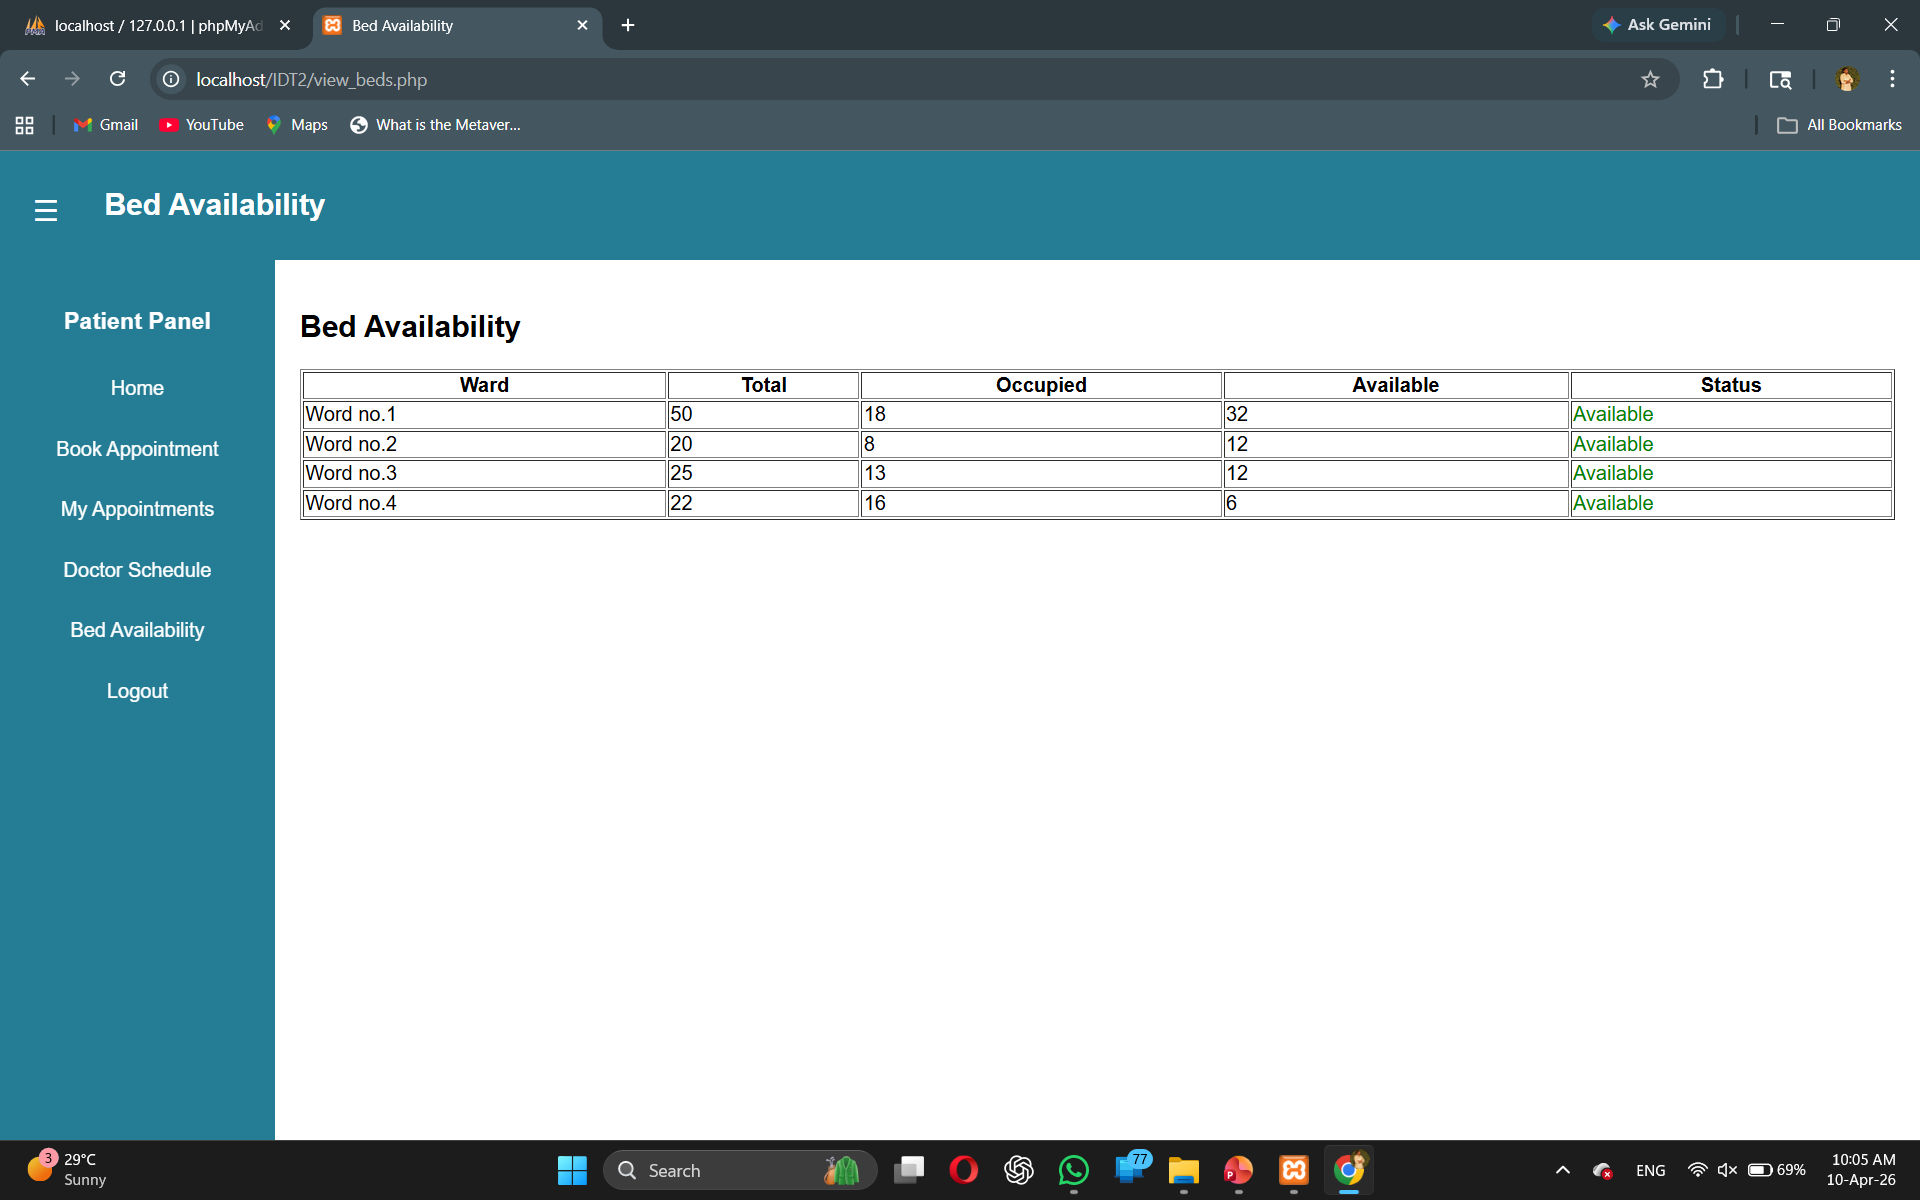 localhost / 127.0.0.1 | phpMyAd
Bed Availability
Ask Gemini
localhost/IDT2/view_beds.php
Gmail
YouTube
Maps
What is the Metaver...
All Bookmarks
Bed Availability
Patient Panel
Home
Book Appointment
My Appointments
Doctor Schedule
Bed Availability
Logout
Bed Availability
Ward Total Occupied Available Status
Word no.1 50 18 32 Available
Word no.2 20 8 12 Available
Word no.3 25 13 12 Available
Word no.4 22 16 6 Available
3
29°C
Sunny
Search
77
ENG
69%
10:05 AM
10-Apr-26